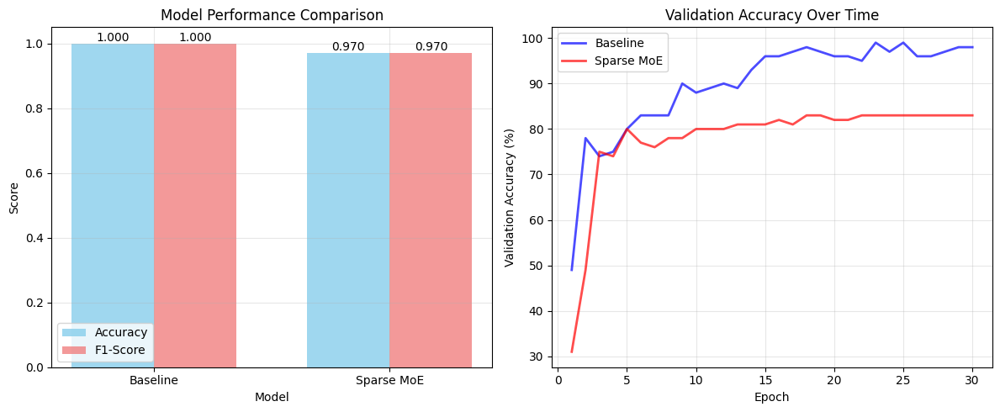 Model Performance Comparison
1.000 1.000 0.970 0.970
1.0
0.8
0.6
0.4
0.2
0.0
Score
Accuracy
F1-Score
Baseline Sparse MoE
Model
Validation Accuracy Over Time
Baseline
Sparse MoE
100
90
80
70
60
50
40
30
Validation Accuracy (%)
0 5 10 15 20 25 30
Epoch